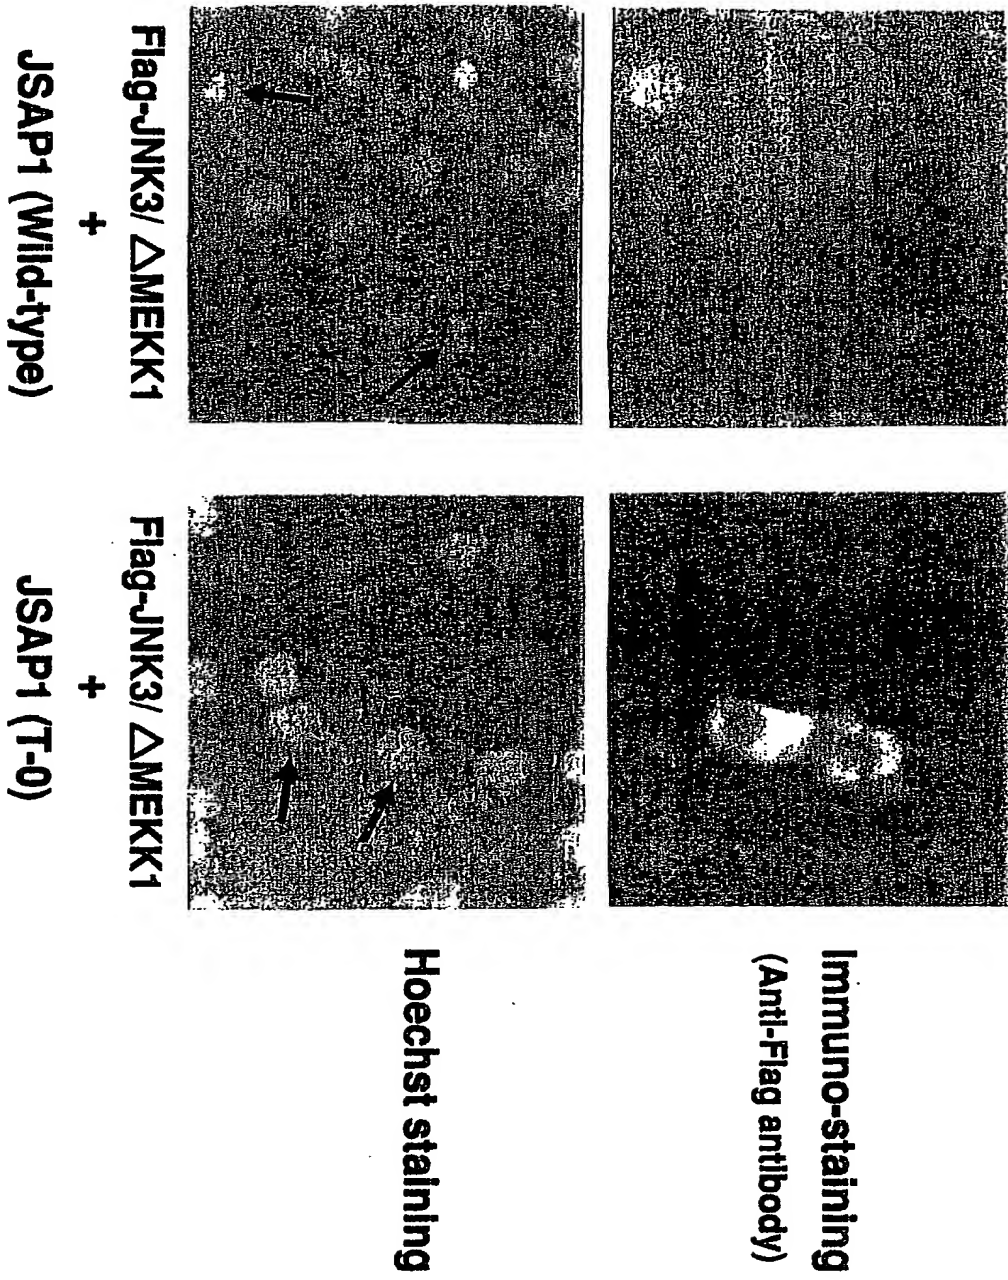 Immuno-staining
(Anti-Flag antibody)
Hoechst staining
Flag-JNK3/ △MEKK1
+
JSAP1 (Wild-type)
Flag-JNK3/ △MEKK1
+
JSAP1 (T-0)